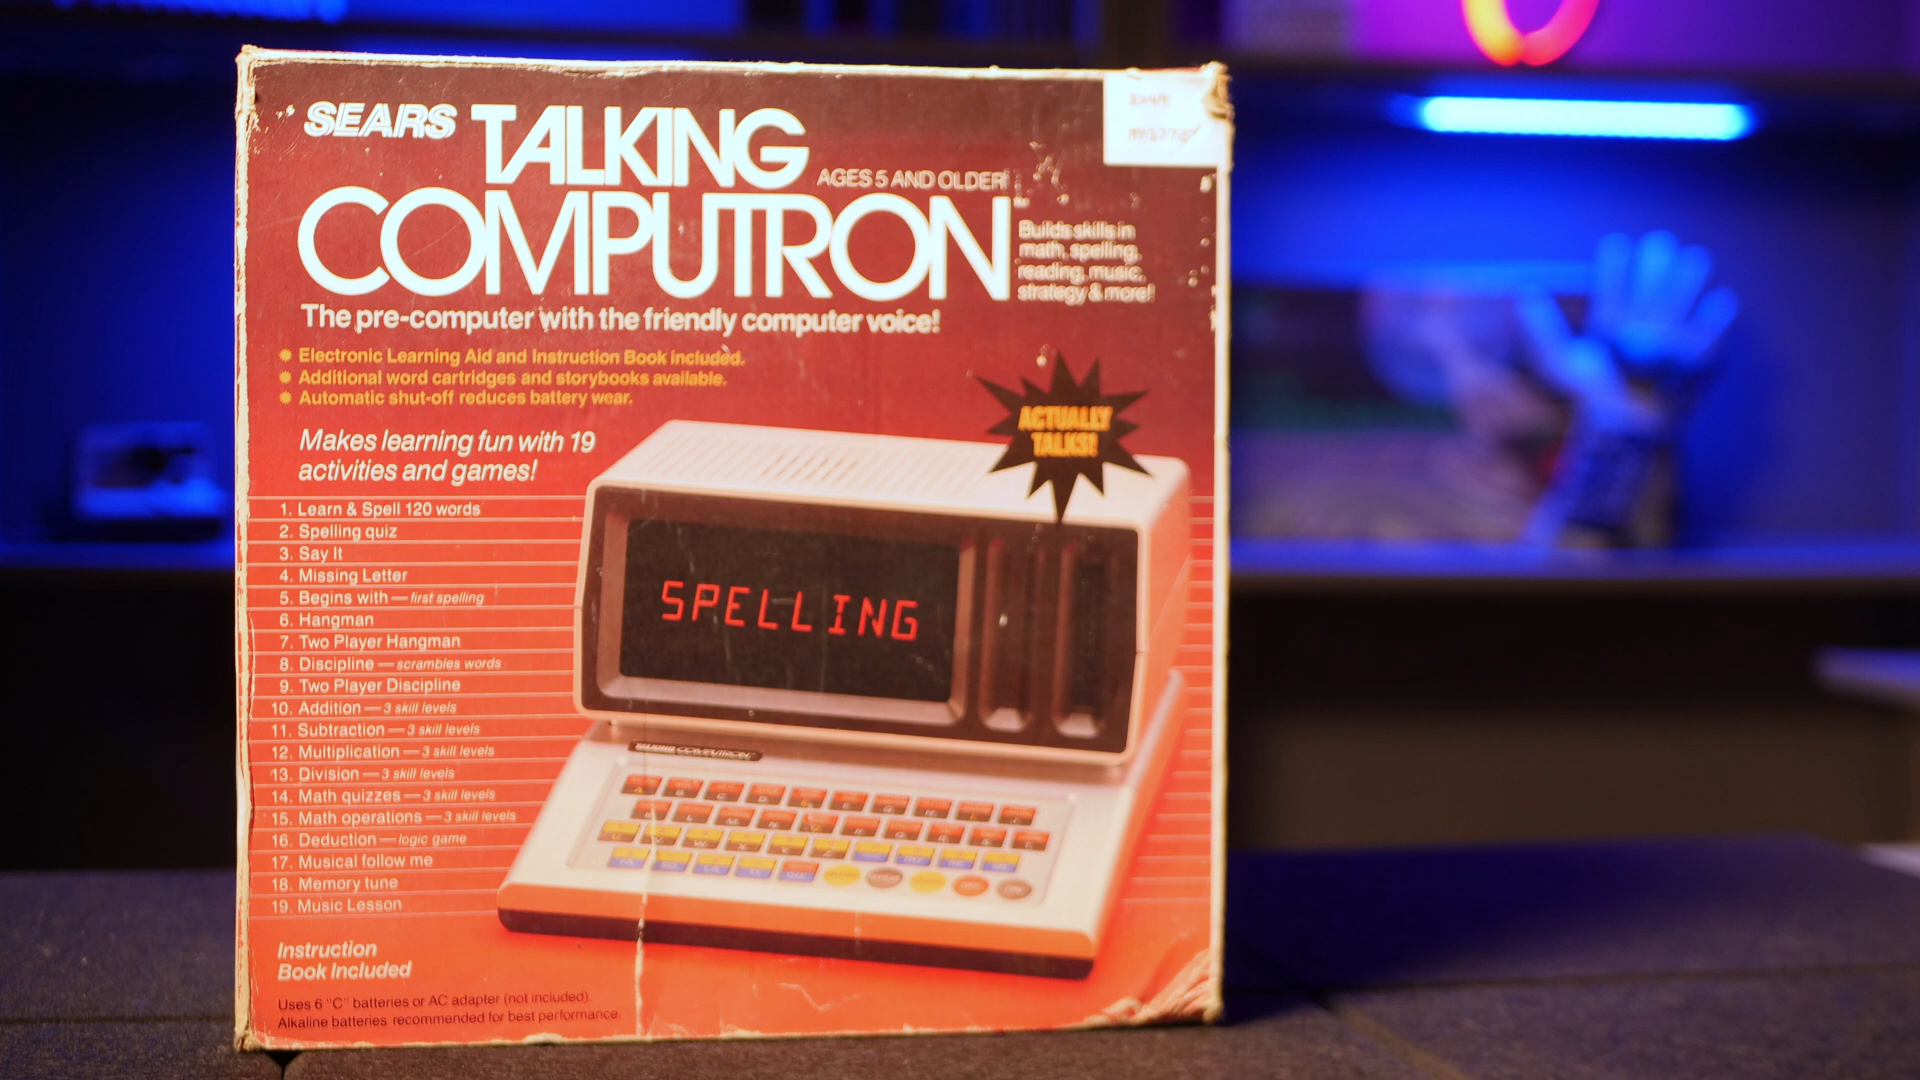 SEARS TALKING
AGES 5 AND OLDER
COMPUTRON
Builds skills in
math, spelling,
reading, music,
strategy & more!
The pre-computer with the friendly computer voice!
Electronic Learning Aid and Instruction Book included.
Additional word cartridges and storybooks available.
Automatic shut-off reduces battery wear.
ACTUALLY
TALKS!
Makes learning fun with 19
activities and games!
1. Learn & Spell 120 words
2. Spelling quiz
3. Say It
4. Missing Letter
5. Begins with — first spelling
6. Hangman
7. Two Player Hangman
8. Discipline — scrambles words
9. Two Player Discipline
10. Addition — 3 skill levels
11. Subtraction — 3 skill levels
12. Multiplication — 3 skill levels
13. Division — 3 skill levels
14. Math quizzes — 3 skill levels
15. Math operations — 3 skill levels
16. Deduction — logic game
17. Musical follow me
18. Memory tune
19. Music Lesson
SPELLING
TALKING COMPUTRON
Instruction
Book Included
Uses 6 "C" batteries or AC adapter (not included).
Alkaline batteries recommended for best performance.